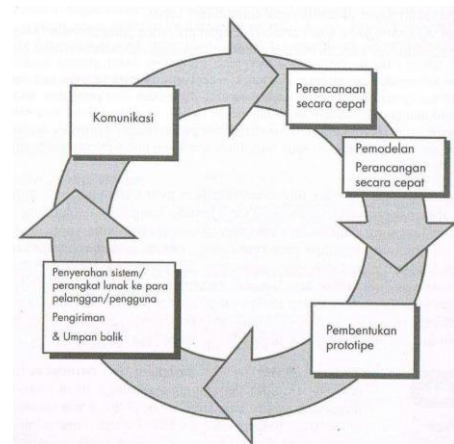 Komunikasi
Perencanaan
secara cepat
Pemodelan
Perancangan
secara cepat
Pembentukan
prototipe
Penyerahan sistem/
perangkat lunak ke para
pelanggan/pengguna
Pengiriman
& Umpan balik